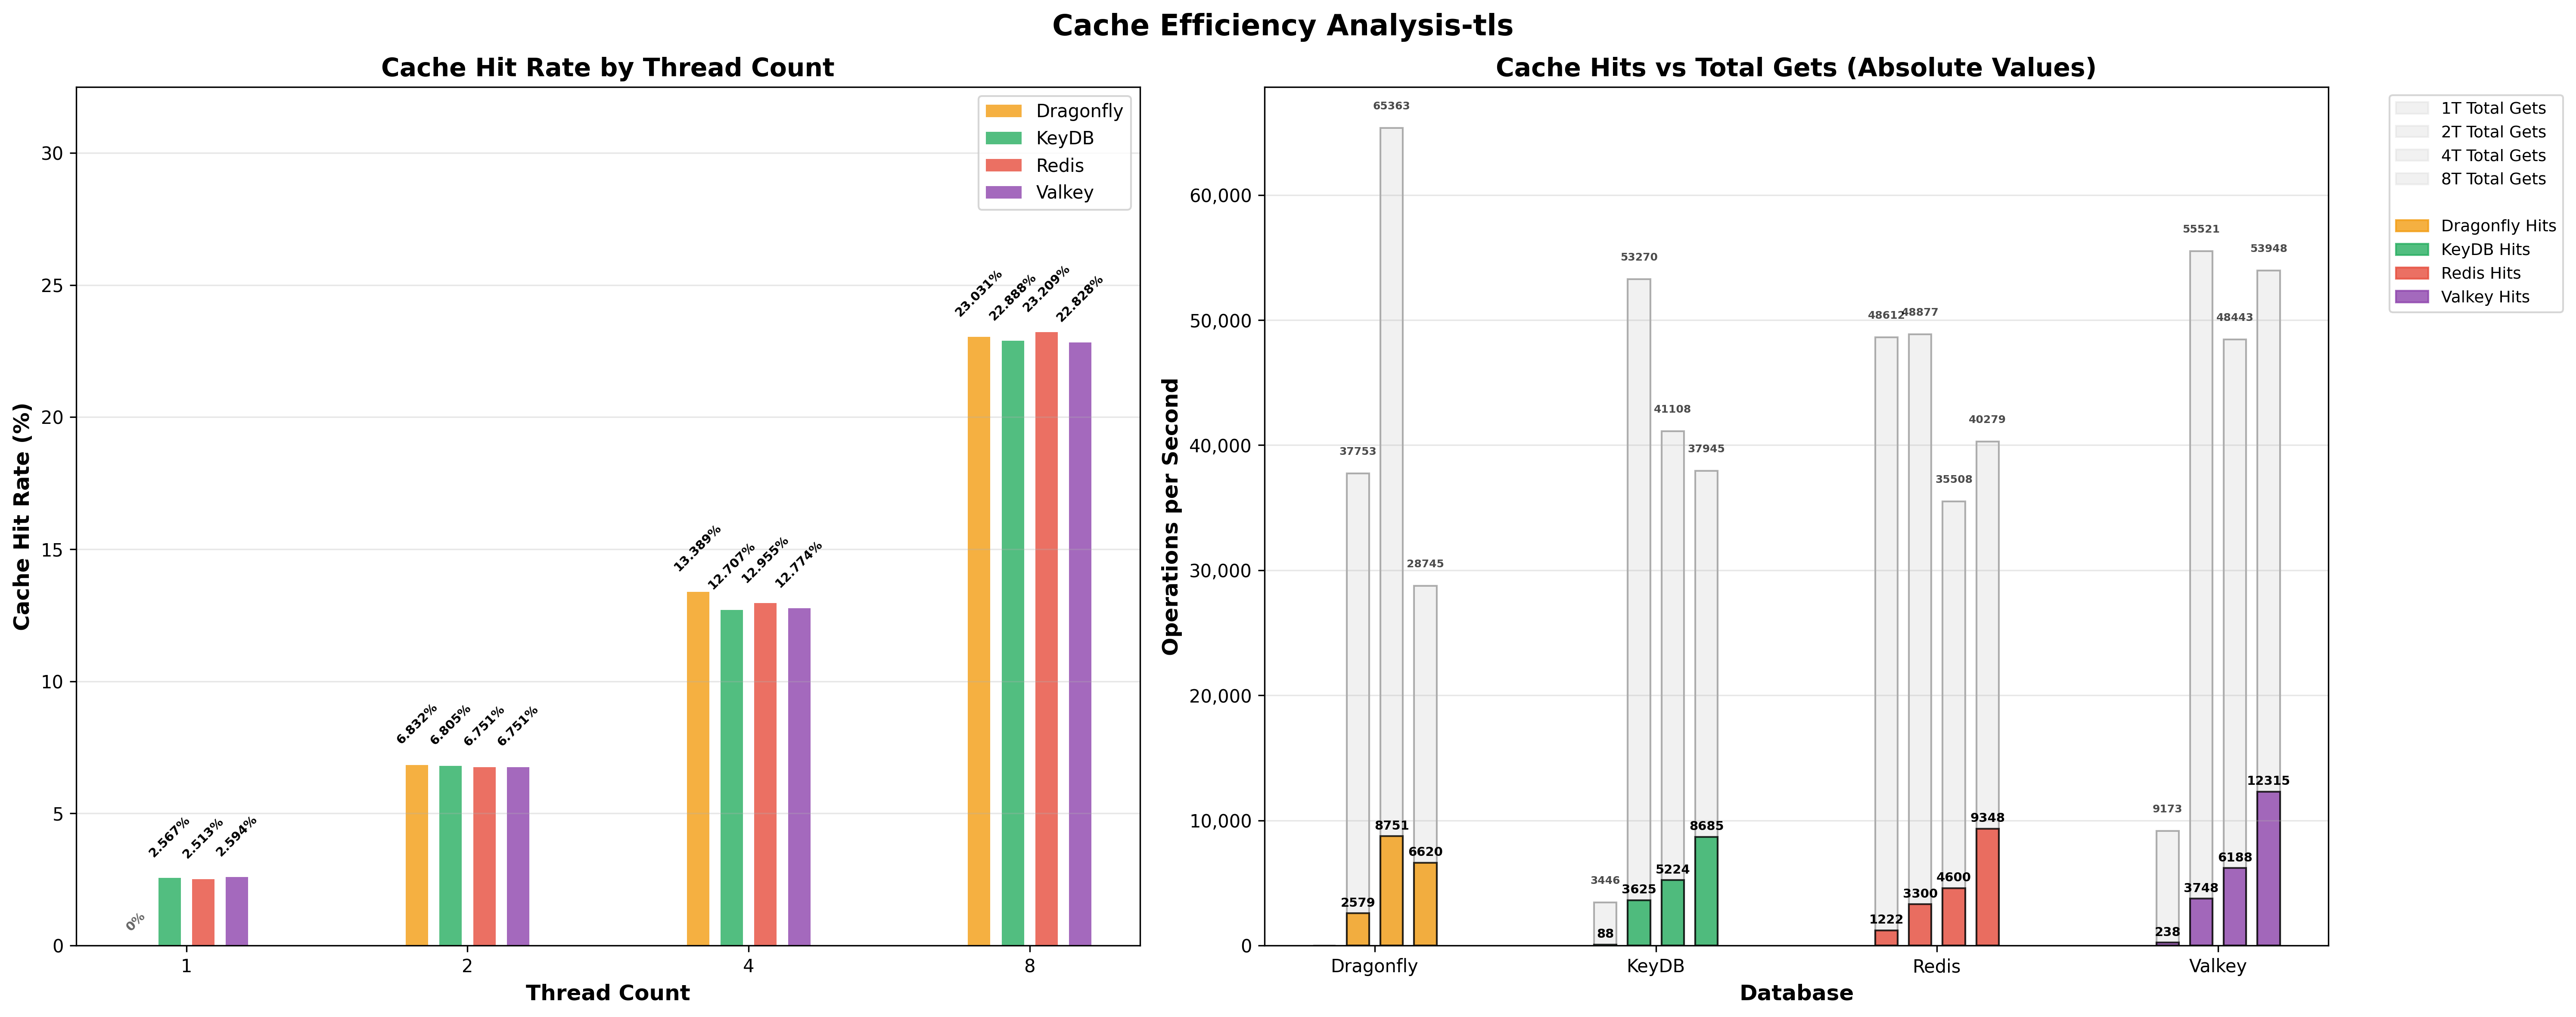 Cache Efficiency Analysis-tls
Cache Hit Rate by Thread Count
Cache Hit Rate (%)
30
25
20
15
10
5
0
0%
2.567%
2.513%
2.594%
6.832%
6.805%
6.751%
6.751%
13.389%
12.707%
12.955%
12.774%
23.031%
22.888%
23.209%
22.828%
Dragonfly
KeyDB
Redis
Valkey
1
2
4
8
Thread Count
Cache Hits vs Total Gets (Absolute Values)
Operations per Second
60,000
50,000
40,000
30,000
20,000
10,000
0
37753
65363
28745
2579
8751
6620
3446
53270
41108
37945
88
3625
5224
8685
48612
48877
35508
40279
1222
3300
4600
9348
9173
55521
48443
53948
238
3748
6188
12315
Dragonfly
KeyDB
Redis
Valkey
Database
1T Total Gets
2T Total Gets
4T Total Gets
8T Total Gets
Dragonfly Hits
KeyDB Hits
Redis Hits
Valkey Hits